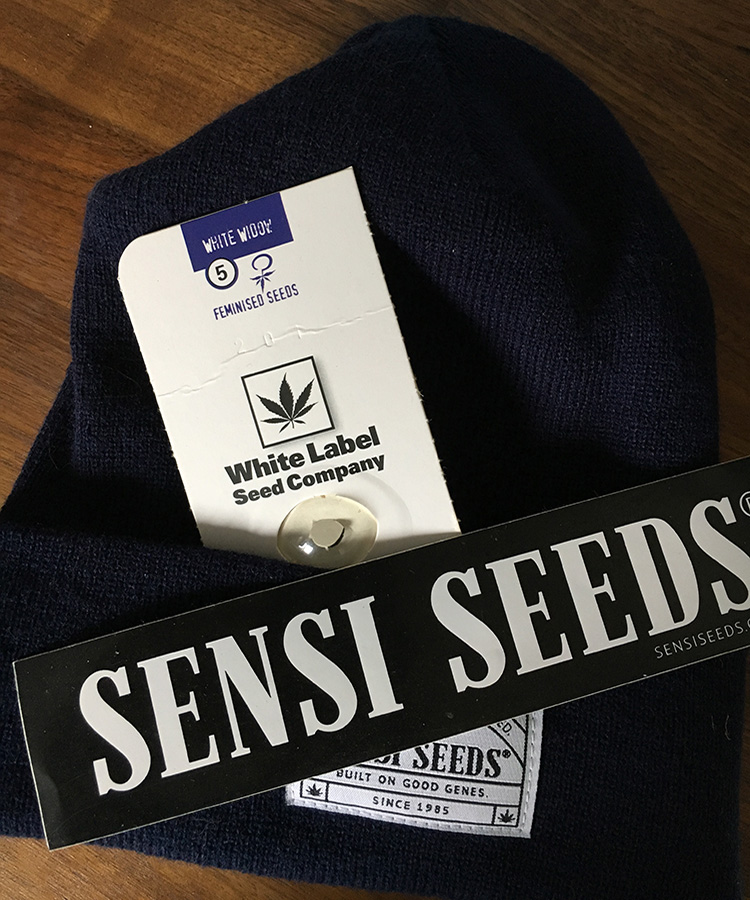 WHITE WIDOW
5
FEMINISED SEEDS
White Label
Seed Company
SENSI SEEDS®
SENSISEEDS.
ED.
SI SEEDS®
BUILT ON GOOD GENES.
SINCE 1985